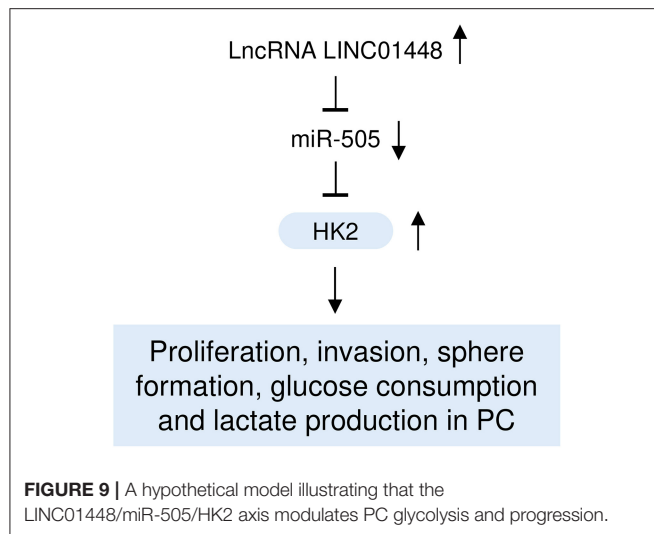 LncRNA LINC01448
miR-505
HK2
Proliferation, invasion, sphere
formation, glucose consumption
and lactate production in PC
FIGURE 9 | A hypothetical model illustrating that the
LINC01448/miR-505/HK2 axis modulates PC glycolysis and progression.